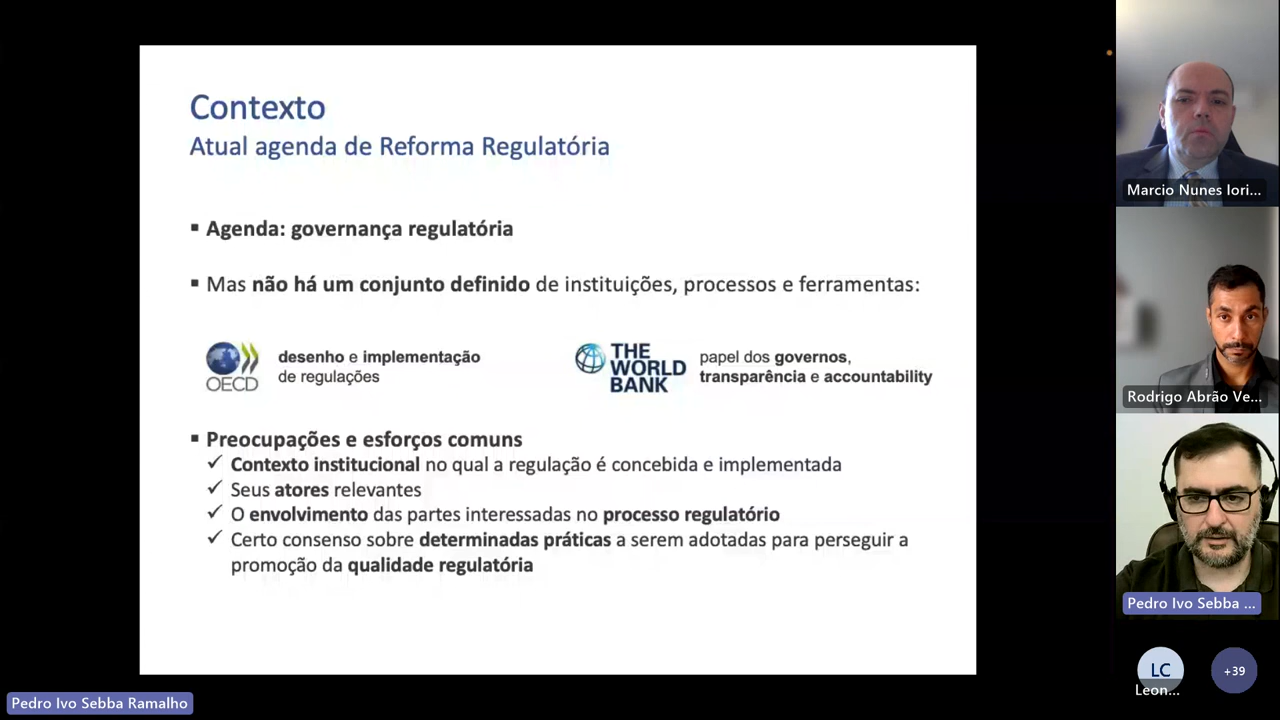 Contexto
Atual agenda de Reforma Regulatória
▪ Agenda: governança regulatória
▪ Mas não há um conjunto definido de instituições, processos e ferramentas:
OECD
desenho e implementação
de regulações
THE
WORLD
BANK
papel dos governos,
transparência e accountability
▪ Preocupações e esforços comuns
✓ Contexto institucional no qual a regulação é concebida e implementada
✓ Seus atores relevantes
✓ O envolvimento das partes interessadas no processo regulatório
✓ Certo consenso sobre determinadas práticas a serem adotadas para perseguir a
promoção da qualidade regulatória
Marcio Nunes Iori...
Rodrigo Abrão Ve...
Pedro Ivo Sebba ...
LC
Leon...
+39
Pedro Ivo Sebba Ramalho